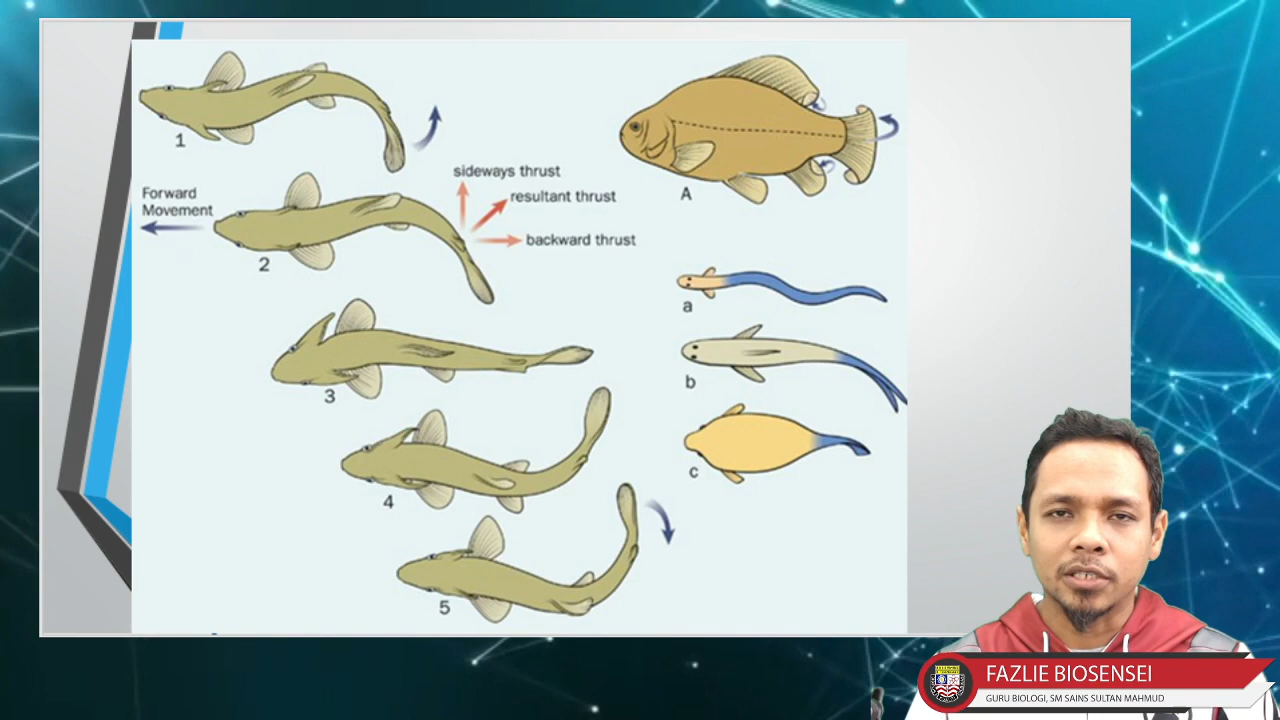 1
sideways thrust
Forward
Movement
resultant thrust
backward thrust
2
A
a
3
b
4
c
5
FAZLIE BIOSENSEI
GURU BIOLOGI, SM SAINS SULTAN MAHMUD